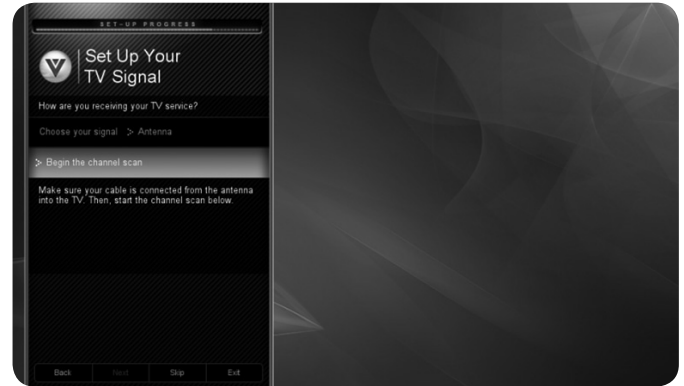 SET-UP PROGRESS
Set Up Your
TV Signal
How are you receiving your TV service?
Choose your signal > Antenna
> Begin the channel scan
Make sure your cable is connected from the antenna
into the TV. Then, start the channel scan below.
Back Next Skip Exit